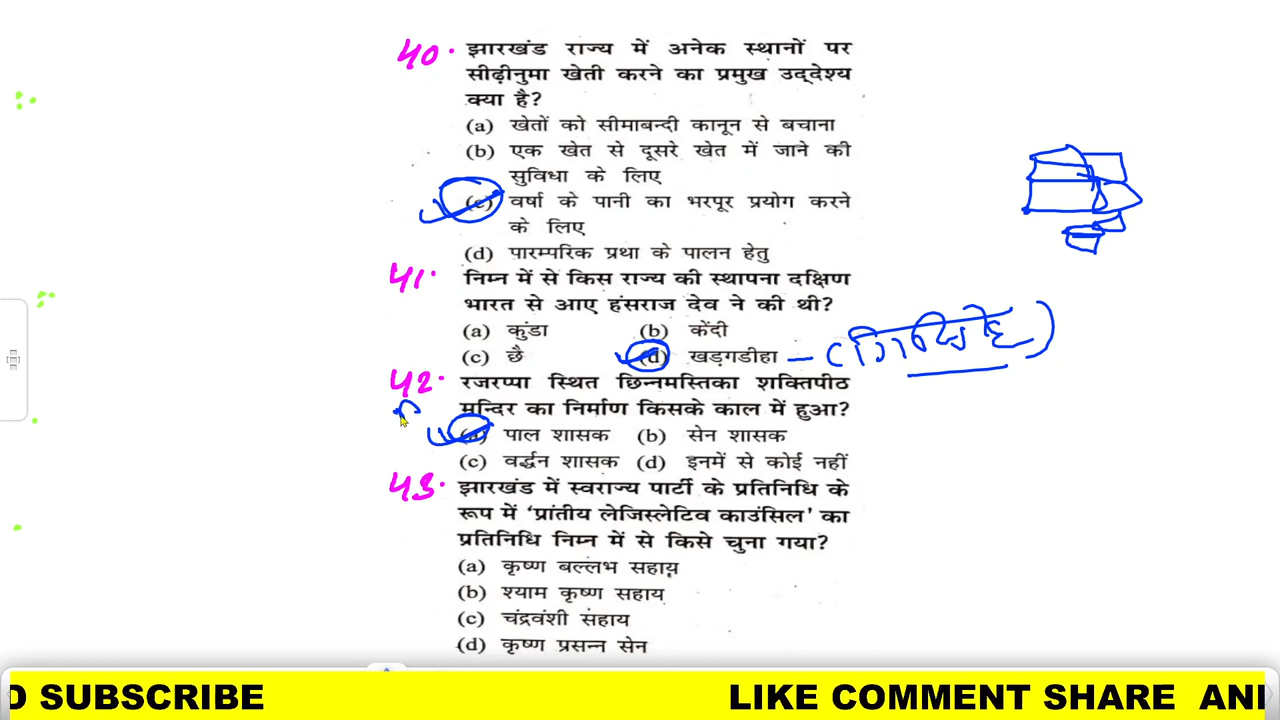 40. झारखंड राज्य में अनेक स्थानों पर
सीढ़ीनुमा खेती करने का प्रमुख उद्देश्य
क्या है?
(a) खेतों को सीमाबन्दी कानून से बचाना
(b) एक खेत से दूसरे खेत में जाने की
सुविधा के लिए
(c) वर्षा के पानी का भरपूर प्रयोग करने
के लिए
(d) पारम्परिक प्रथा के पालन हेतु
41. निम्न में से किस राज्य की स्थापना दक्षिण
भारत से आए हंसराज देव ने की थी?
(a) कुंडा (b) केंदी
(c) छै (d) खड़गडीहा
42. रजरप्पा स्थित छिन्नमस्तिका शक्तिपीठ
मन्दिर का निर्माण किसके काल में हुआ?
(a) पाल शासक (b) सेन शासक
(c) वर्द्धन शासक (d) इनमें से कोई नहीं
43. झारखंड में स्वराज्य पार्टी के प्रतिनिधि के
रूप में ‘प्रांतीय लेजिस्लेटिव काउंसिल’ का
प्रतिनिधि निम्न में से किसे चुना गया?
(a) कृष्ण बल्लभ सहाय
(b) श्याम कृष्ण सहाय
(c) चंद्रवंशी संहाय
(d) कृष्ण प्रसन्न सेन
SUBSCRIBE LIKE COMMENT SHARE